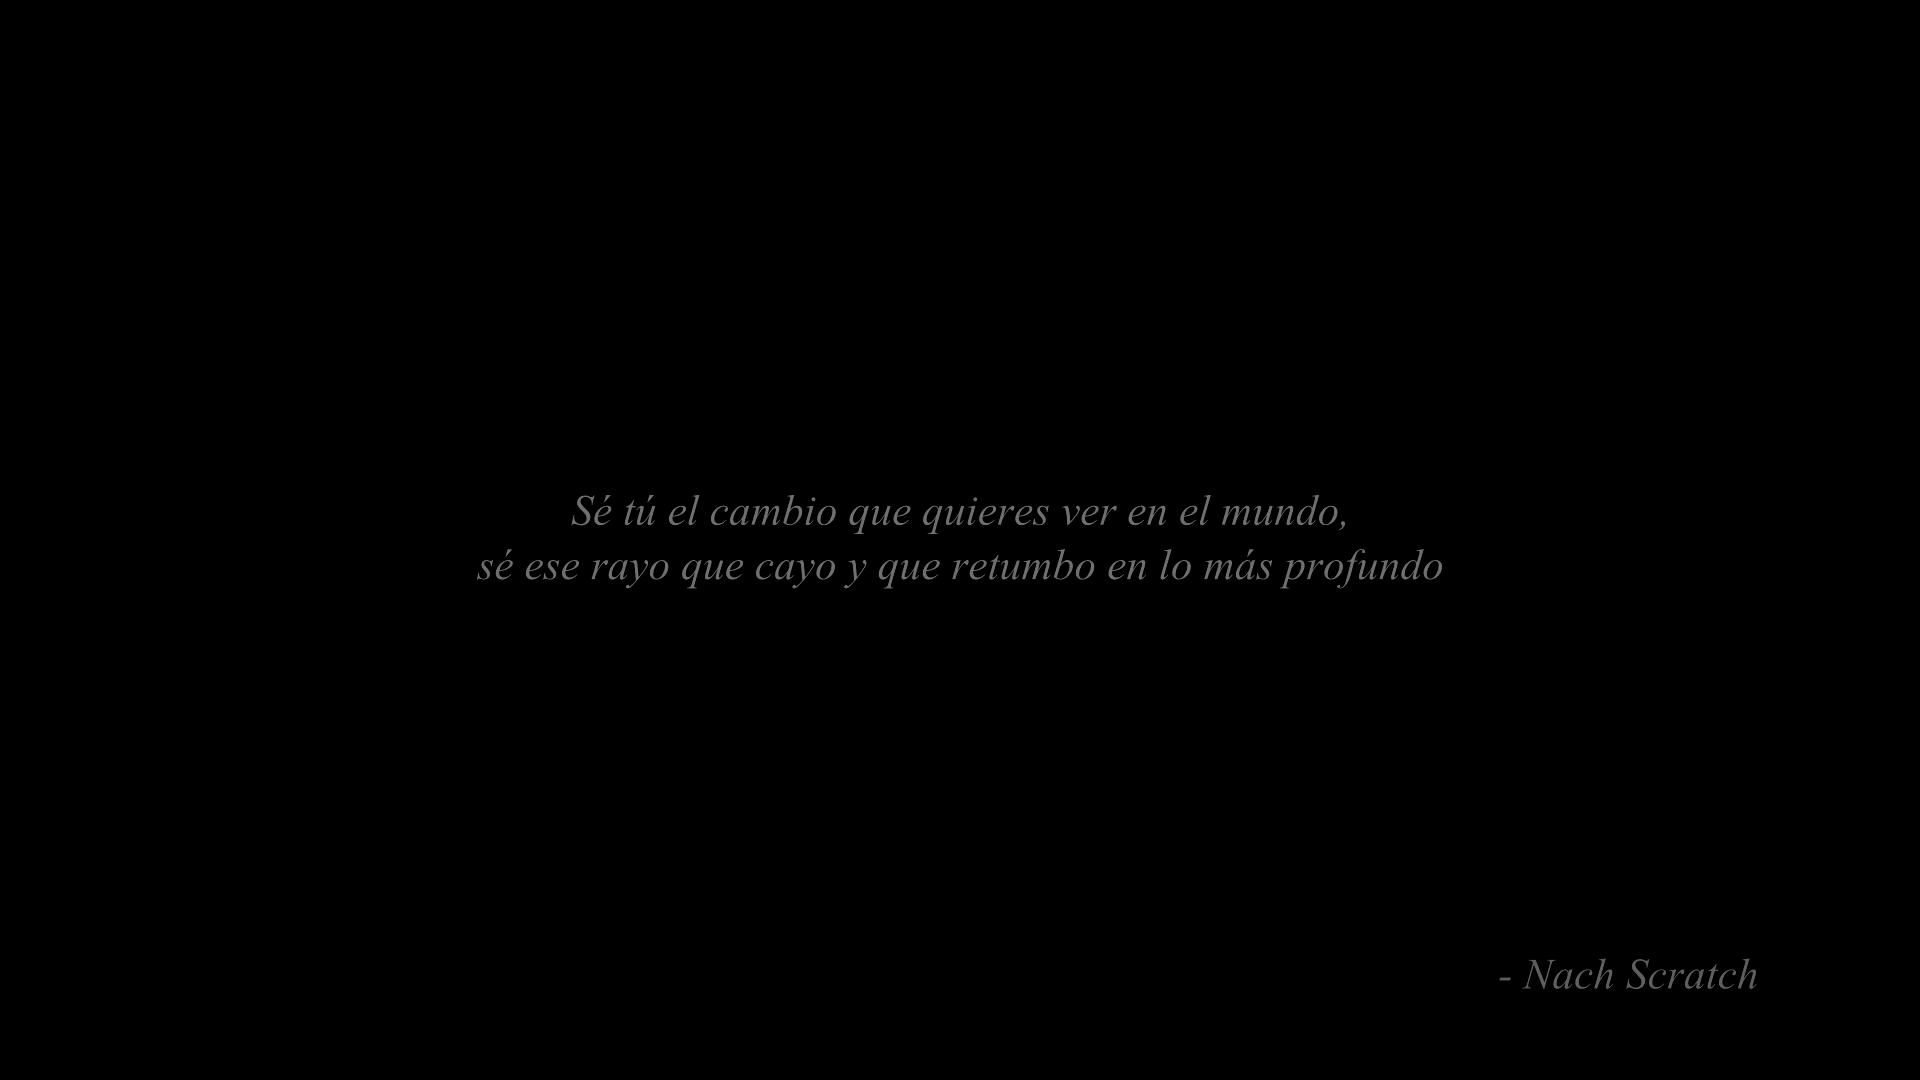 Sé tú el cambio que quieres ver en el mundo,
sé ese rayo que cayo y que retumbo en lo más profundo
- Nach Scratch